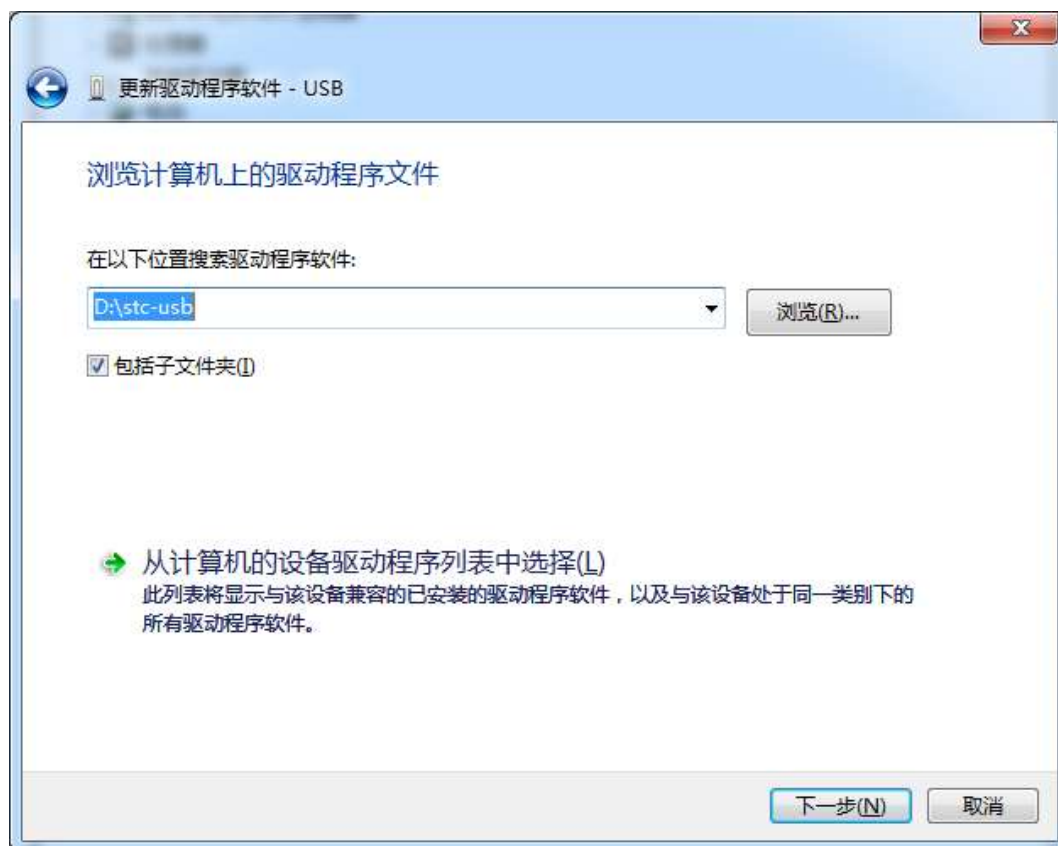 更新驱动程序软件 - USB
浏览计算机上的驱动程序文件
在以下位置搜索驱动程序软件:
D:\stc-usb
浏览(R)...
包括子文件夹(I)
从计算机的设备驱动程序列表中选择(L)
此列表将显示与该设备兼容的已安装的驱动程序软件，以及与该设备处于同一类别下的
所有驱动程序软件。
下一步(N)
取消